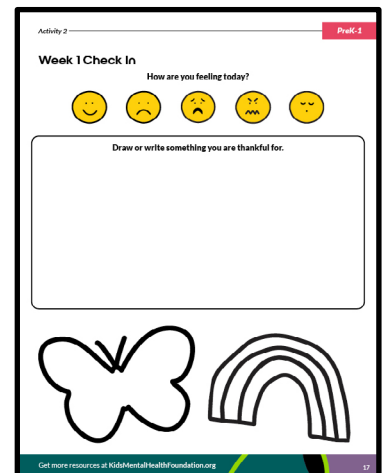 Activity 2
PreK-1
Week 1 Check In
How are you feeling today?
Draw or write something you are thankful for.
Get more resources at KidsMentalHealthFoundation.org
17